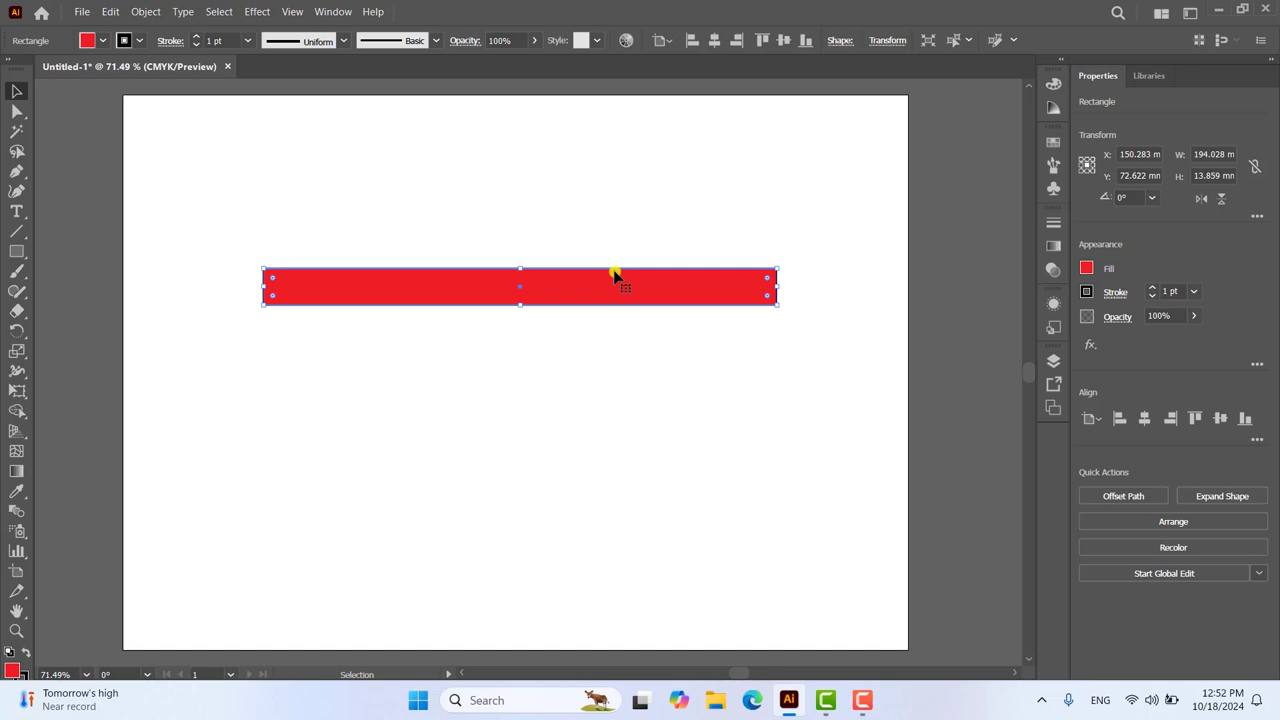 Ai File Edit Object Type Select Effect View Window Help
Rectangle Stroke: 1 pt Uniform Basic Opacity: 100% Style: Shape: Transform
Untitled-1* @ 71.49 % (CMYK/Preview) ×
Properties Libraries
Rectangle
Transform
X: 150.283 m W: 194.028 m
Y: 72.622 mn H: 13.859 mn
0°
Appearance
Fill
Stroke 1 pt
Opacity 100%
fx.
Align
Quick Actions
Offset Path Expand Shape
Arrange
Recolor
Start Global Edit
71.49% 0° 1 Selection
Tomorrow's high
Near record
Search
Ai
ENG
12:52 PM
10/18/2024